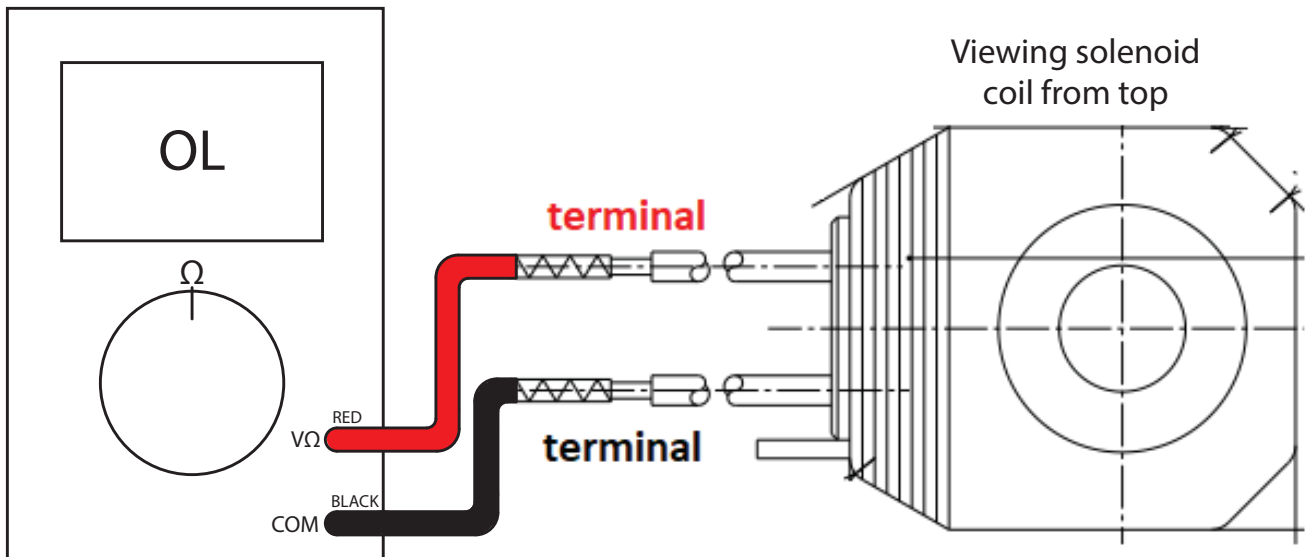 Viewing solenoid
coil from top
OL
terminal
Ω
RED
VΩ
terminal
BLACK
COM